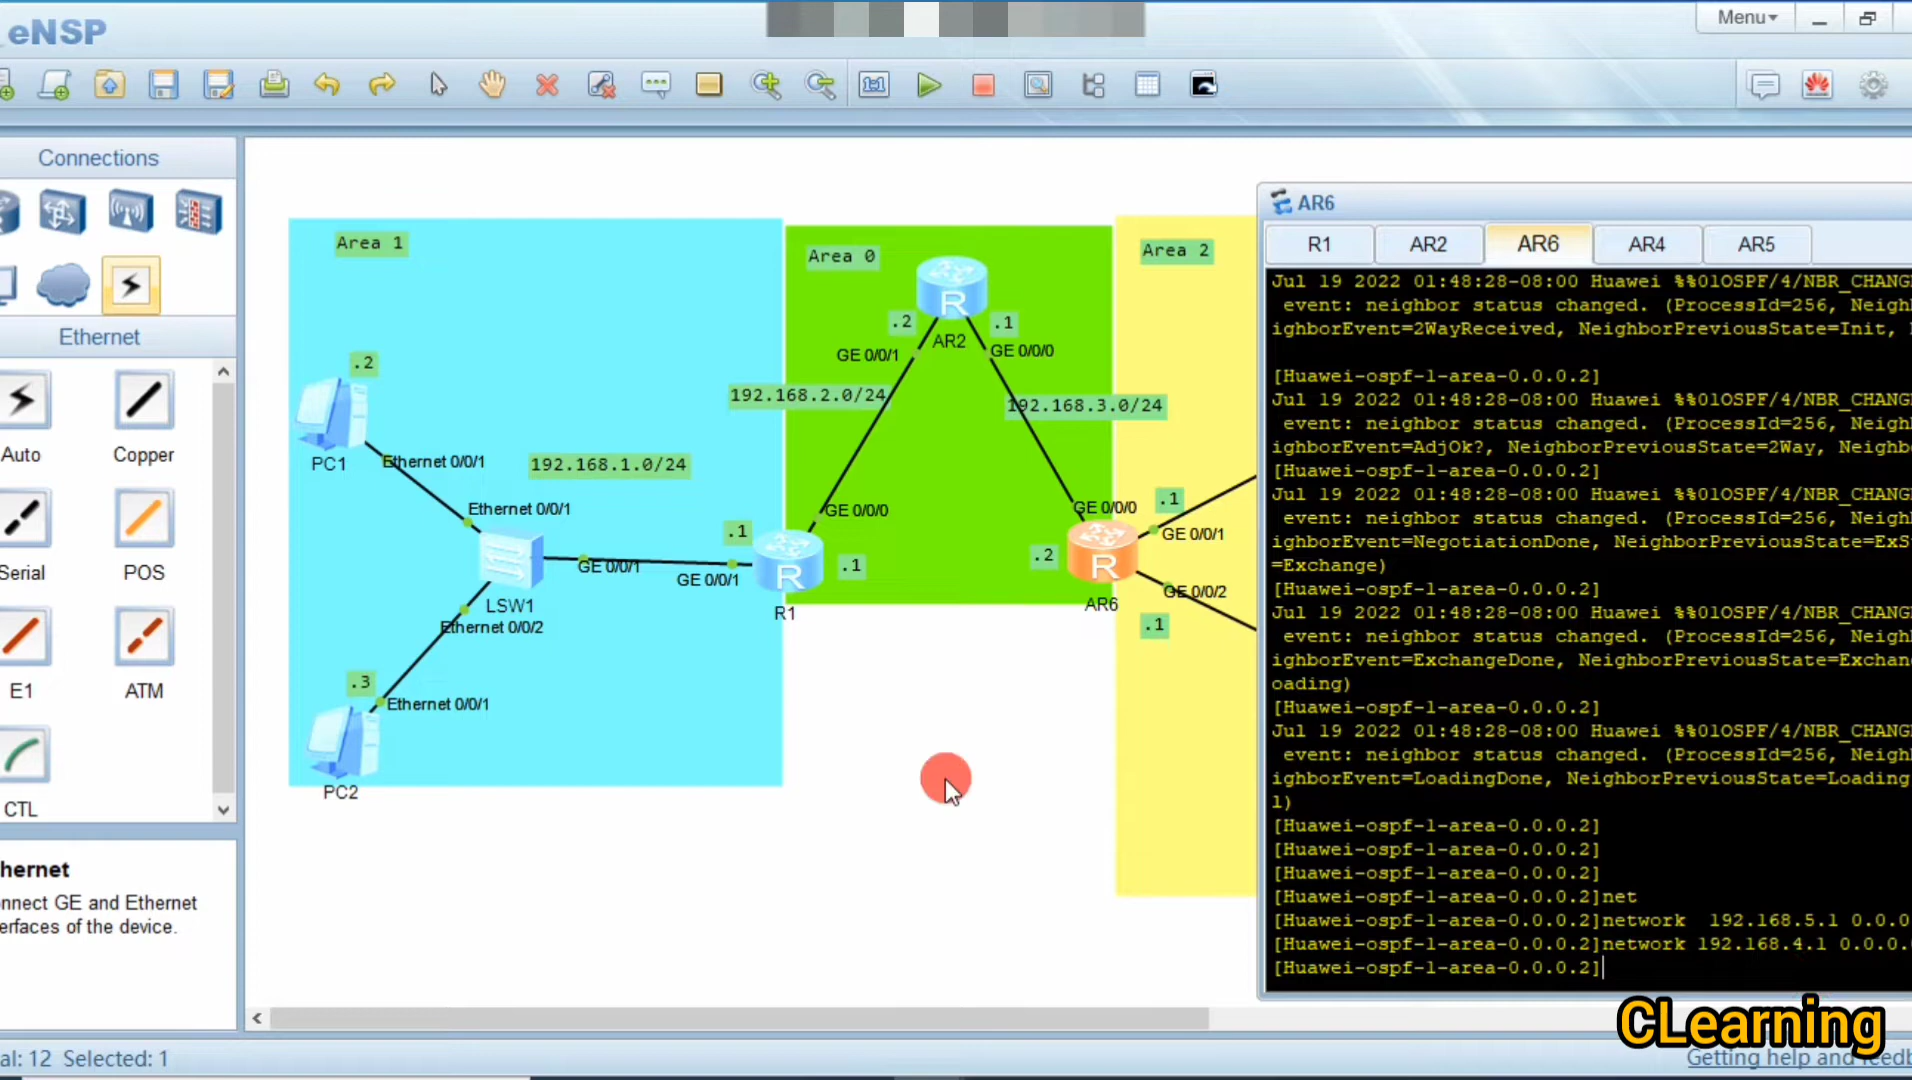 eNSP
Menu
Connections
Ethernet
Auto
Copper
Serial
POS
E1
ATM
CTL
hernet
nnect GE and Ethernet
erfaces of the device.
Area 1
Area 0
Area 2
.2
PC1
Ethernet 0/0/1
192.168.1.0/24
Ethernet 0/0/1
LSW1
Ethernet 0/0/2
GE 0/0/1
GE 0/0/1
.1
R1
.1
.3
Ethernet 0/0/1
PC2
R
.2
.1
AR2
GE 0/0/1
GE 0/0/0
192.168.2.0/24
192.168.3.0/24
GE 0/0/0
GE 0/0/0
R
R
.2
AR6
.1
GE 0/0/1
GE 0/0/2
.1
AR6
R1
AR2
AR6
AR4
AR5
Jul 19 2022 01:48:28-08:00 Huawei %%01OSPF/4/NBR_CHANG
event: neighbor status changed. (ProcessId=256, Neigh
ighborEvent=2WayReceived, NeighborPreviousState=Init,
[Huawei-ospf-1-area-0.0.0.2]
Jul 19 2022 01:48:28-08:00 Huawei %%01OSPF/4/NBR_CHANG
event: neighbor status changed. (ProcessId=256, Neigh
ighborEvent=AdjOk?, NeighborPreviousState=2Way, Neighb
[Huawei-ospf-1-area-0.0.0.2]
Jul 19 2022 01:48:28-08:00 Huawei %%01OSPF/4/NBR_CHANG
event: neighbor status changed. (ProcessId=256, Neigh
ighborEvent=NegotiationDone, NeighborPreviousState=ExS
=Exchange)
[Huawei-ospf-1-area-0.0.0.2]
Jul 19 2022 01:48:28-08:00 Huawei %%01OSPF/4/NBR_CHANG
event: neighbor status changed. (ProcessId=256, Neigh
ighborEvent=ExchangeDone, NeighborPreviousState=Exchan
oading)
[Huawei-ospf-1-area-0.0.0.2]
Jul 19 2022 01:48:28-08:00 Huawei %%01OSPF/4/NBR_CHANG
event: neighbor status changed. (ProcessId=256, Neigh
ighborEvent=LoadingDone, NeighborPreviousState=Loading
l)
[Huawei-ospf-1-area-0.0.0.2]
[Huawei-ospf-1-area-0.0.0.2]
[Huawei-ospf-1-area-0.0.0.2]
[Huawei-ospf-1-area-0.0.0.2]net
[Huawei-ospf-1-area-0.0.0.2]network 192.168.5.1 0.0.0
[Huawei-ospf-1-area-0.0.0.2]network 192.168.4.1 0.0.0.
[Huawei-ospf-1-area-0.0.0.2]
CLearning
al: 12 Selected: 1
Getting help and feedb